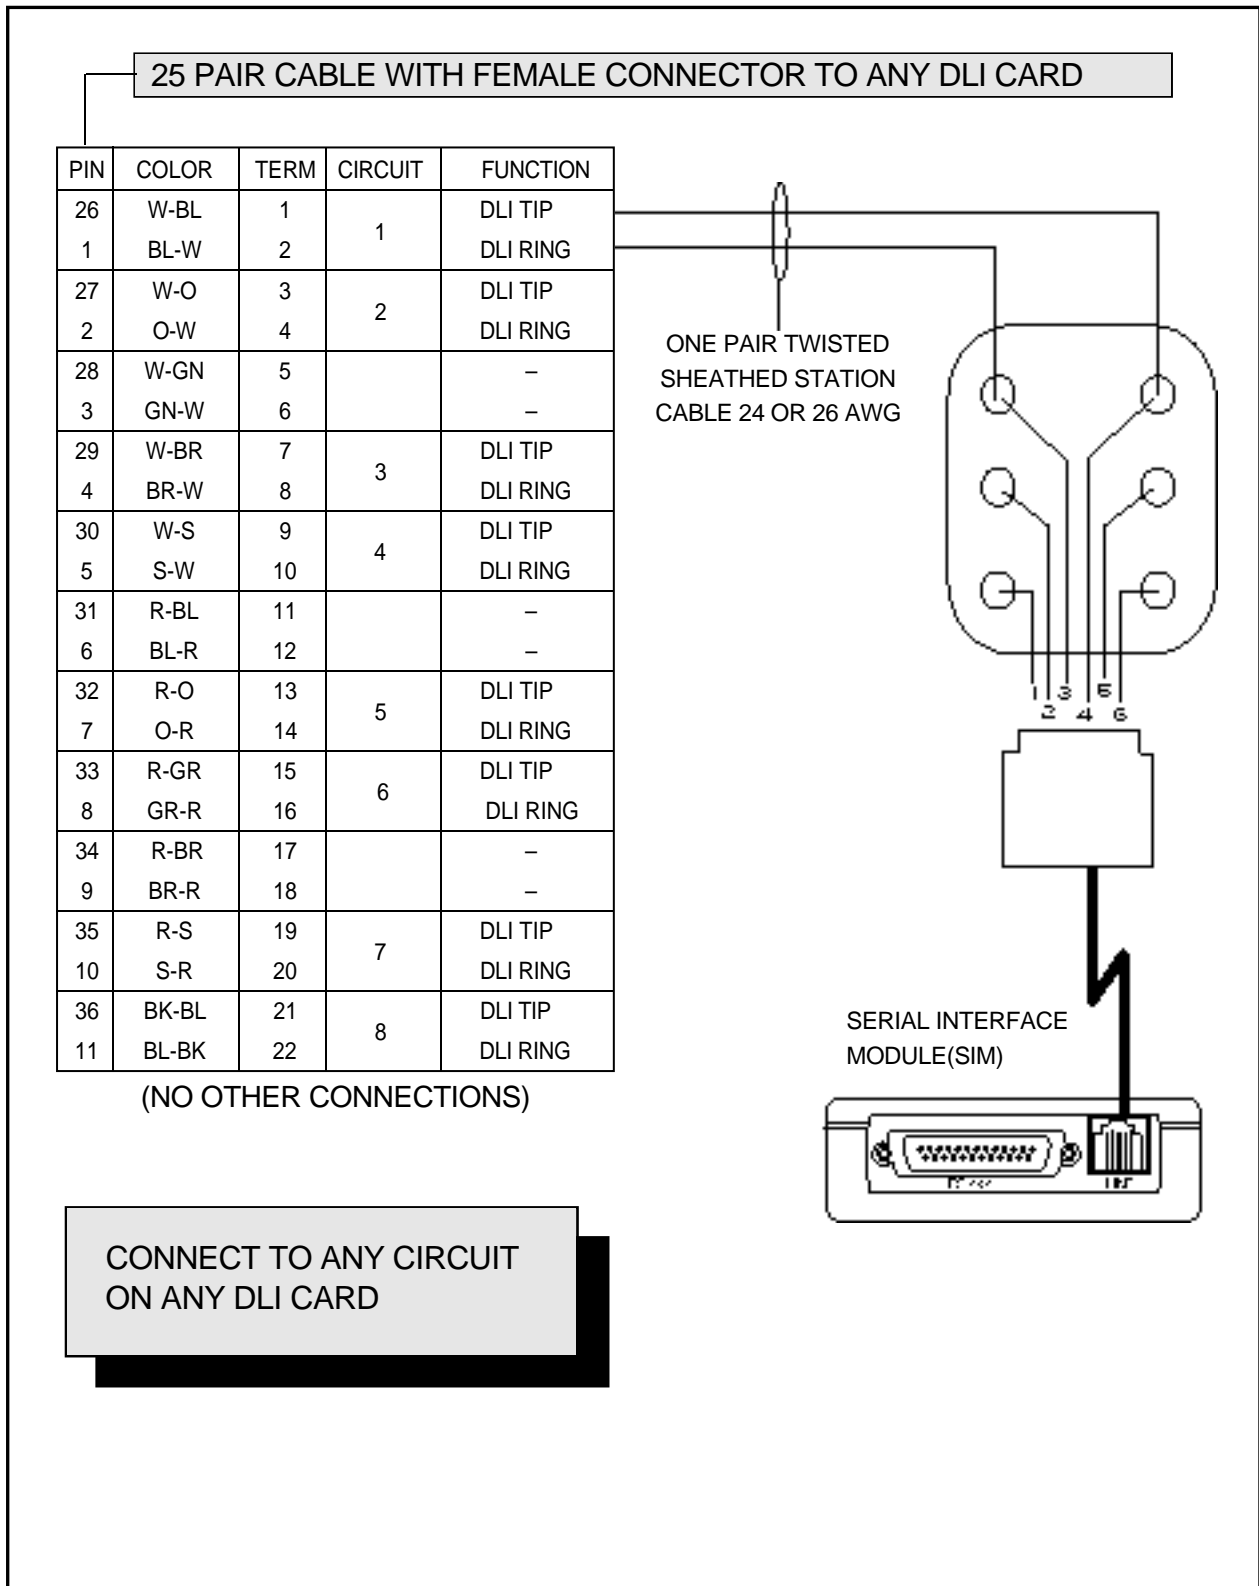 25 PAIR CABLE WITH FEMALE CONNECTOR TO ANY DLI CARD
PIN COLOR TERM CIRCUIT FUNCTION
26 W-BL 1 DLI TIP
1
1 BL-W 2 DLI RING
27 W-O 3 DLI TIP
2
2 O-W 4 DLI RING
28 W-GN 5 –
3 GN-W 6 –
29 W-BR 7 DLI TIP
3
4 BR-W 8 DLI RING
30 W-S 9 DLI TIP
4
5 S-W 10 DLI RING
31 R-BL 11 –
6 BL-R 12 –
32 R-O 13 DLI TIP
5
7 O-R 14 DLI RING
33 R-GR 15 DLI TIP
6
8 GR-R 16 DLI RING
34 R-BR 17 –
9 BR-R 18 –
35 R-S 19 DLI TIP
7
10 S-R 20 DLI RING
36 BK-BL 21 DLI TIP
8
11 BL-BK 22 DLI RING
(NO OTHER CONNECTIONS)
ONE PAIR TWISTED
SHEATHED STATION
CABLE 24 OR 26 AWG
1 2 3 4 5 6
SERIAL INTERFACE
MODULE(SIM)
CONNECT TO ANY CIRCUIT
ON ANY DLI CARD